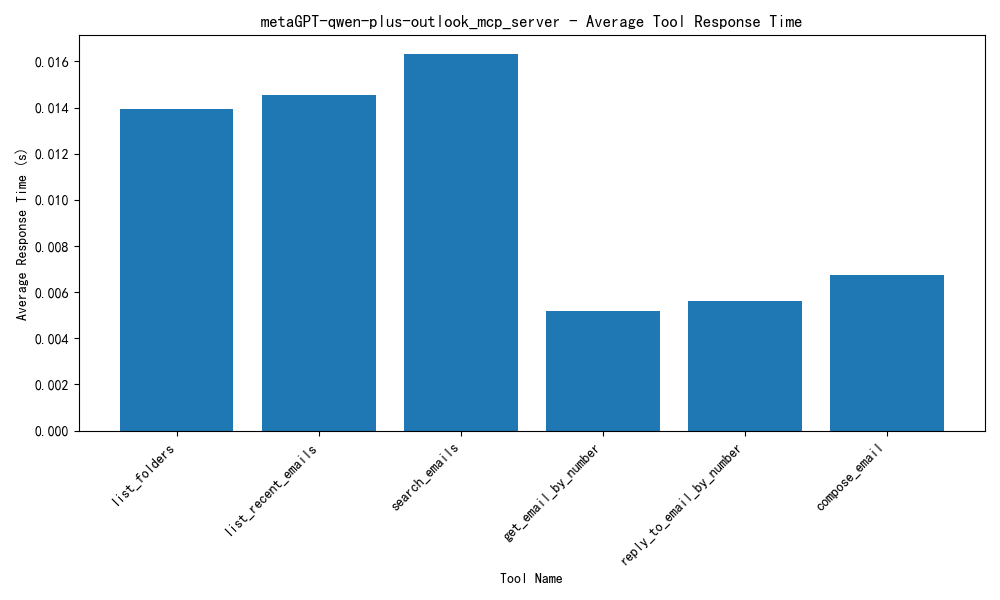 metaGPT-qwen-plus-outlook_mcp_server - Average Tool Response Time
Average Response Time (s)
0.016
0.014
0.012
0.010
0.008
0.006
0.004
0.002
0.000
list_folders
list_recent_emails
search_emails
get_email_by_number
reply_to_email_by_number
compose_email
Tool Name